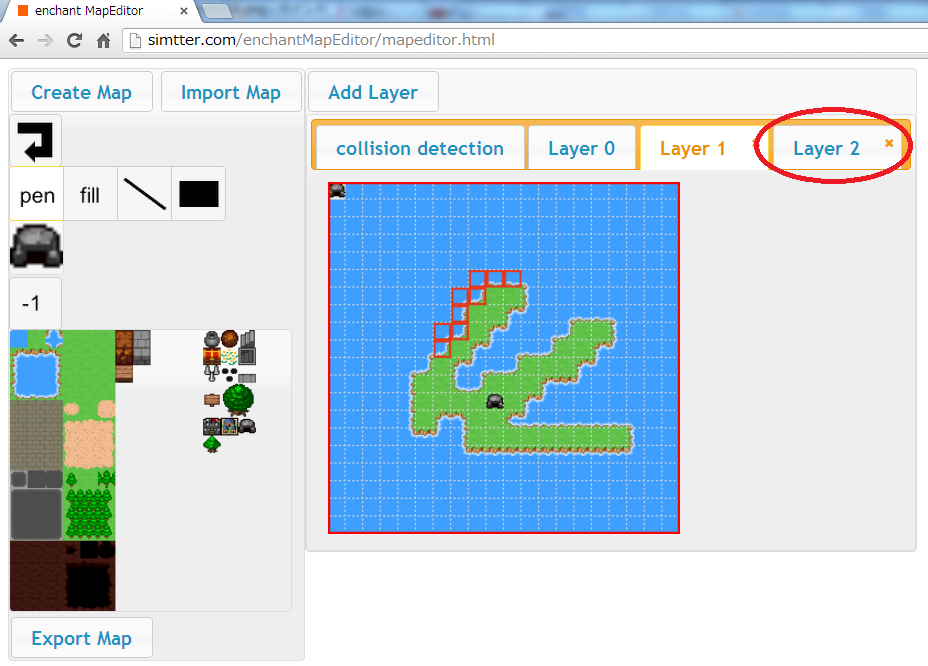 enchant MapEditor
simtter.com/enchantMapEditor/mapeditor.html
Create Map
Import Map
Add Layer
collision detection
Layer 0
Layer 1
Layer 2
pen
fill
-1
Export Map